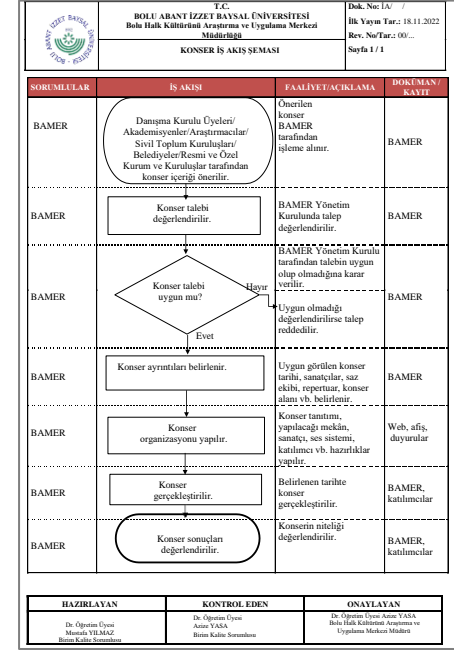 T.C.
BOLU ABANT İZZET BAYSAL ÜNİVERSİTESİ
Bolu Halk Kültürünü Araştırma ve Uygulama Merkezi
Müdürlüğü
KONSER İŞ AKIŞ ŞEMASI
Dok. No: İA/ /
İlk Yayın Tar.: 18.11.2022
Rev. No/Tar.: 00/...
Sayfa 1 / 1
SORUMLULAR
İŞ AKIŞI
FAALİYET/AÇIKLAMA
DOKÜMAN /
KAYIT
BAMER
Danışma Kurulu Üyeleri/
Akademisyenler/Araştırmacılar/
Sivil Toplum Kuruluşları/
Belediyeler/Resmi ve Özel
Kurum ve Kuruluşlar tarafından
konser içeriği önerilir.
Önerilen
konser
BAMER
tarafından
işleme alınır.
BAMER
BAMER
Konser talebi
değerlendirilir.
BAMER Yönetim
Kurulunda talep
değerlendirilir.
BAMER
BAMER
Konser talebi
uygun mu?
Hayır
Evet
BAMER Yönetim Kurulu
tarafından talebin uygun
olup olmadığına karar
verilir.
Uygun olmadığı
değerlendirilirse talep
reddedilir.
BAMER
BAMER
Konser ayrıntıları belirlenir.
Uygun görülen konser
tarihi, sanatçılar, saz
ekibi, repertuar, konser
alanı vb. belirlenir.
BAMER
BAMER
Konser
organizasyonu yapılır.
Konser tanıtımı,
yapılacağı mekân,
sanatçı, ses sistemi,
katılımcı vb. hazırlıklar
yapılır.
Web, afiş,
duyurular
BAMER
Konser
gerçekleştirilir.
Belirlenen tarihte
konser
gerçekleştirilir.
BAMER,
katılımcılar
BAMER
Konser sonuçları
değerlendirilir.
Konserin niteliği
değerlendirilir.
BAMER,
katılımcılar
HAZIRLAYAN
KONTROL EDEN
ONAYLAYAN
Dr. Öğretim Üyesi
Mustafa YILMAZ
Birim Kalite Sorumlusu
Dr. Öğretim Üyesi
Azize YASA
Birim Kalite Sorumlusu
Dr. Öğretim Üyesi Azize YASA
Bolu Halk Kültürünü Araştırma ve
Uygulama Merkezi Müdürü